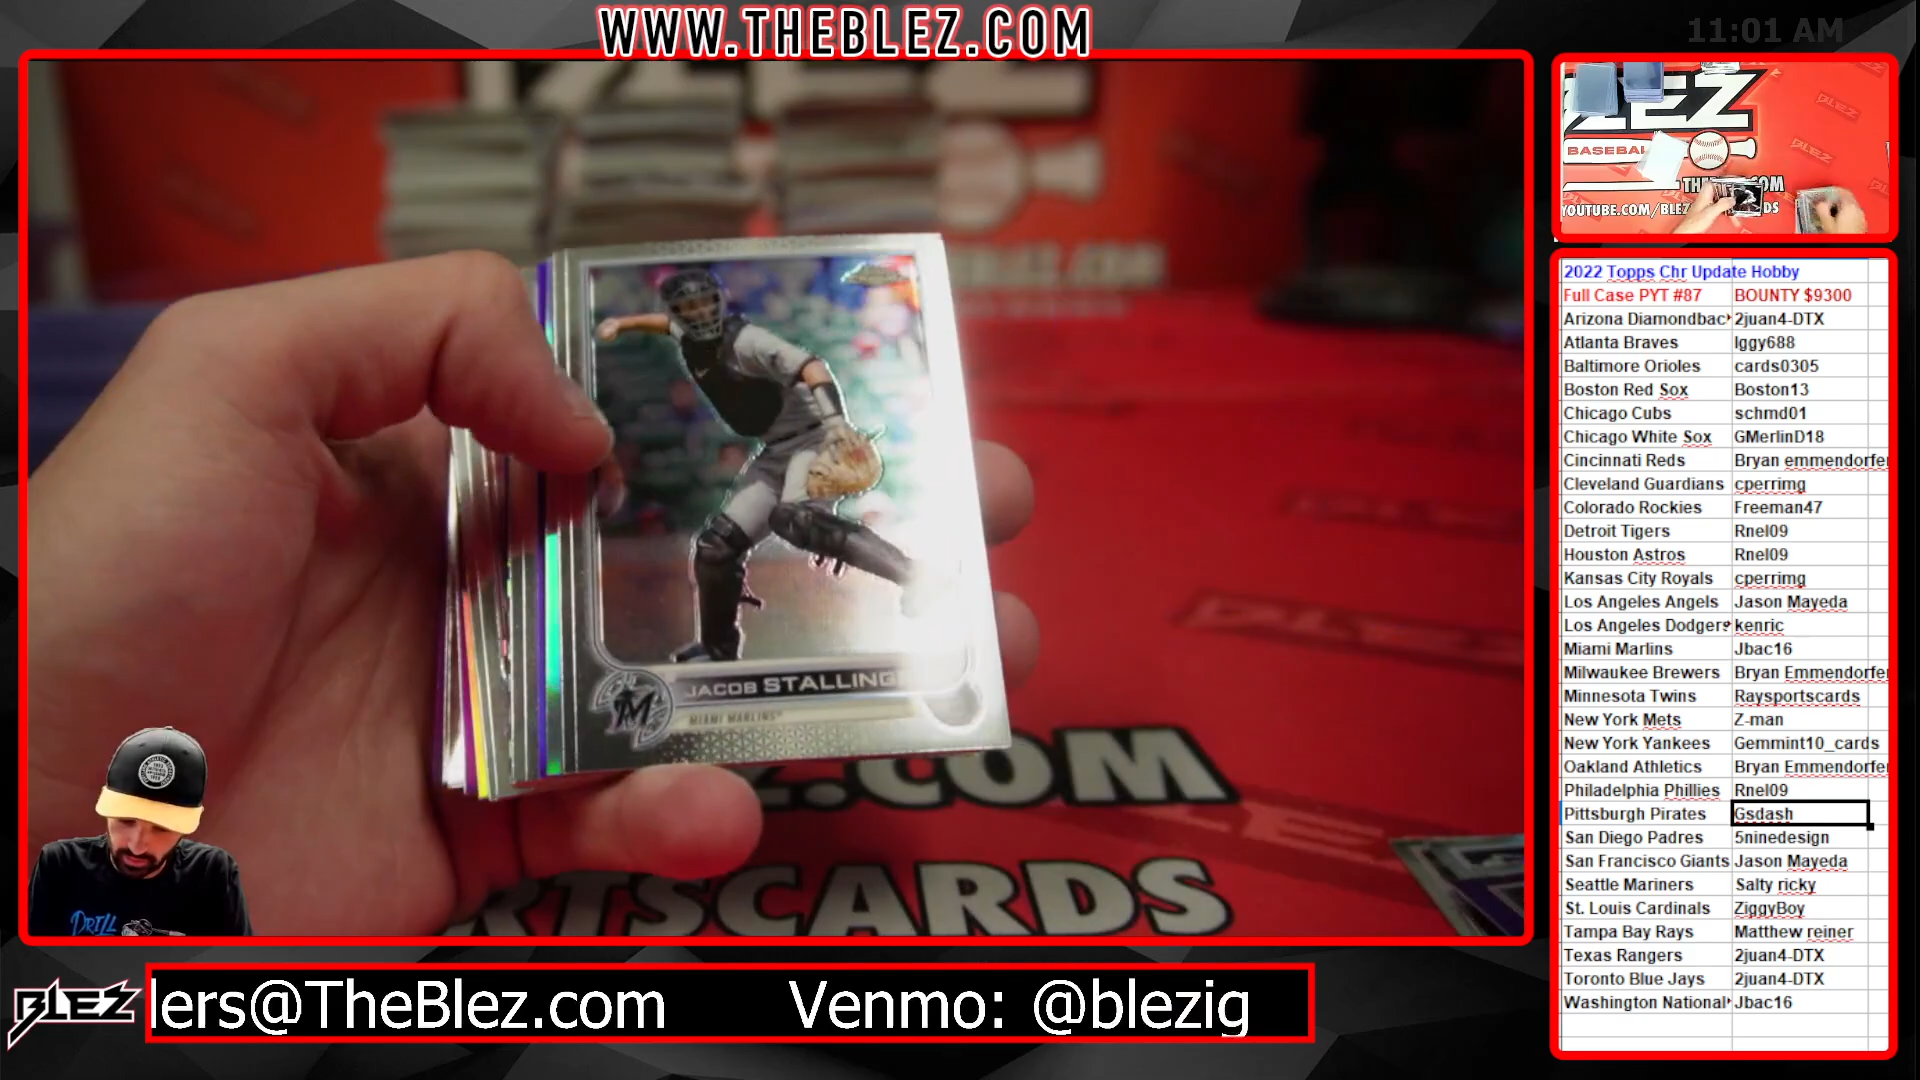 WWW.THEBLEZ.COM
11:01 AM
BLEZ
BASEBAL
YOUTUBE.COM/BLEZ
JACOB STALLING
MIAMI MARLINS
.COM
RTSCARDS
DRILL
BLEZ
lers@TheBlez.com Venmo: @blezig
2022 Topps Chr Update Hobby
Full Case PYT #87 BOUNTY $9300
Arizona Diamondbac 2juan4-DTX
Atlanta Braves Iggy688
Baltimore Orioles cards0305
Boston Red Sox Boston13
Chicago Cubs schmd01
Chicago White Sox GMerlinD18
Cincinnati Reds Bryan emmendorfer
Cleveland Guardians cperrimg
Colorado Rockies Freeman47
Detroit Tigers Rnel09
Houston Astros Rnel09
Kansas City Royals cperrimg
Los Angeles Angels Jason Mayeda
Los Angeles Dodgers kenric
Miami Marlins Jbac16
Milwaukee Brewers Bryan Emmendorfer
Minnesota Twins Raysportscards
New York Mets Z-man
New York Yankees Gemmint10_cards
Oakland Athletics Bryan Emmendorfer
Philadelphia Phillies Rnel09
Pittsburgh Pirates Gsdash
San Diego Padres 5ninedesign
San Francisco Giants Jason Mayeda
Seattle Mariners Salty ricky
St. Louis Cardinals ZiggyBoy
Tampa Bay Rays Matthew reiner
Texas Rangers 2juan4-DTX
Toronto Blue Jays 2juan4-DTX
Washington National Jbac16